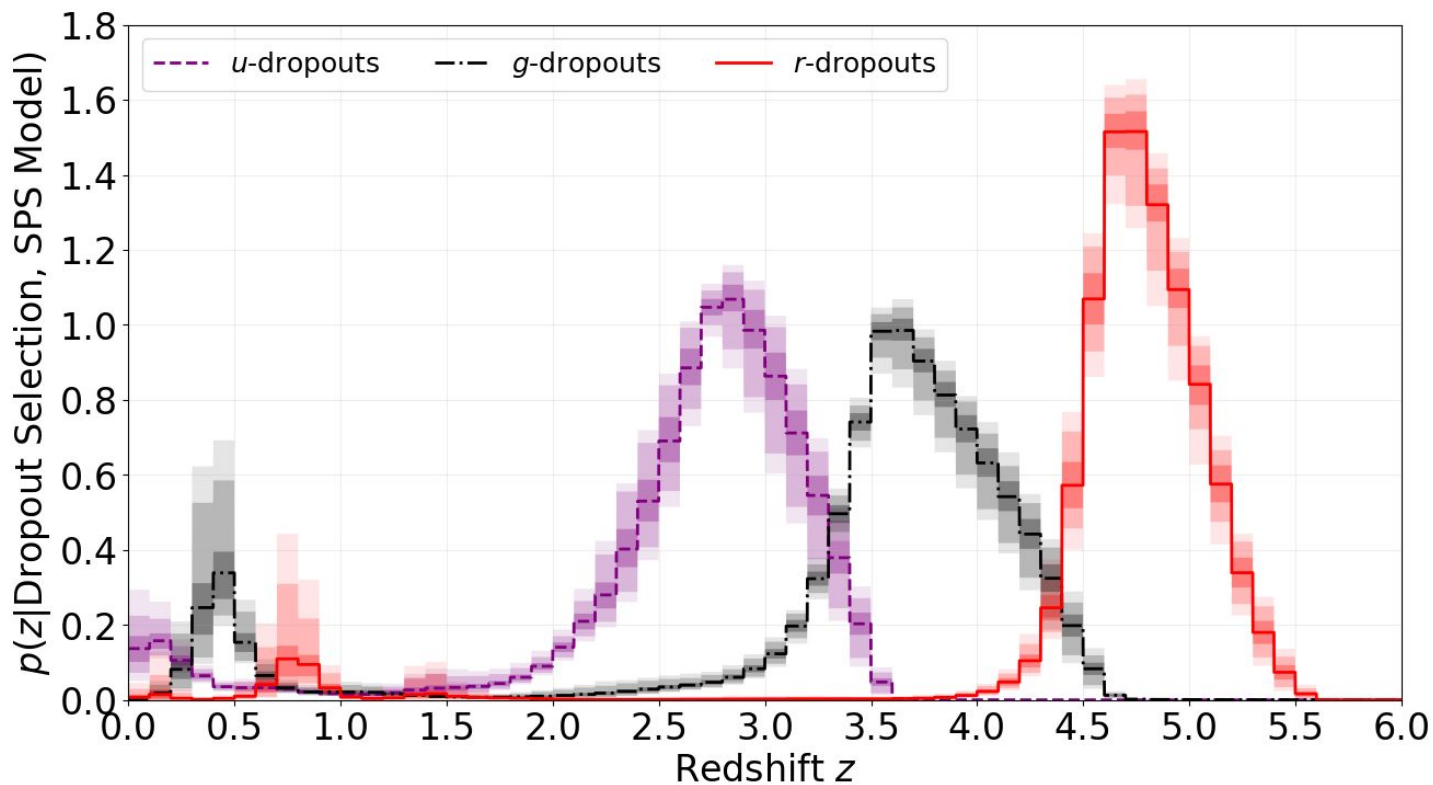 u-dropouts g-dropouts r-dropouts
p(z|Dropout Selection, SPS Model)
1.8
1.6
1.4
1.2
1.0
0.8
0.6
0.4
0.2
0.0
0.0 0.5 1.0 1.5 2.0 2.5 3.0 3.5 4.0 4.5 5.0 5.5 6.0
Redshift z